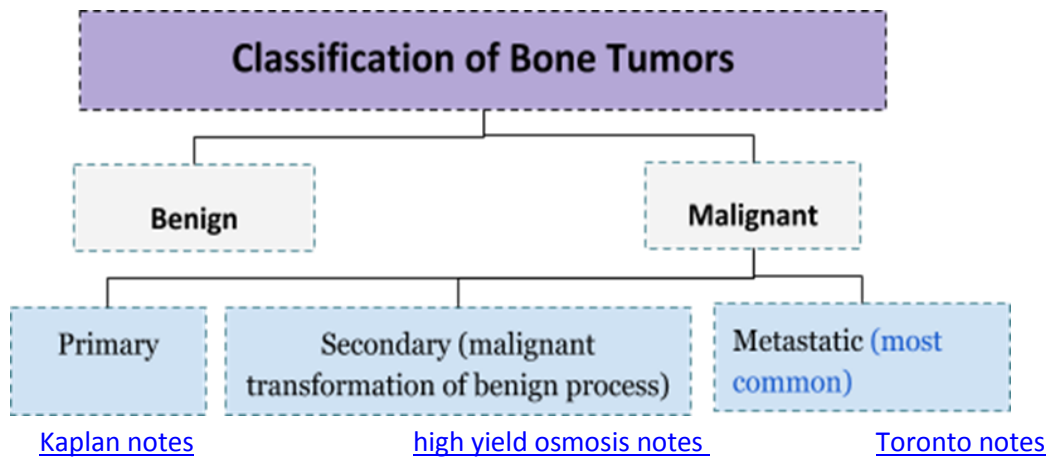 Classification of Bone Tumors
Benign
Malignant
Primary
Secondary (malignant
transformation of benign process)
Metastatic (most
common)
Kaplan notes
high yield osmosis notes
Toronto notes